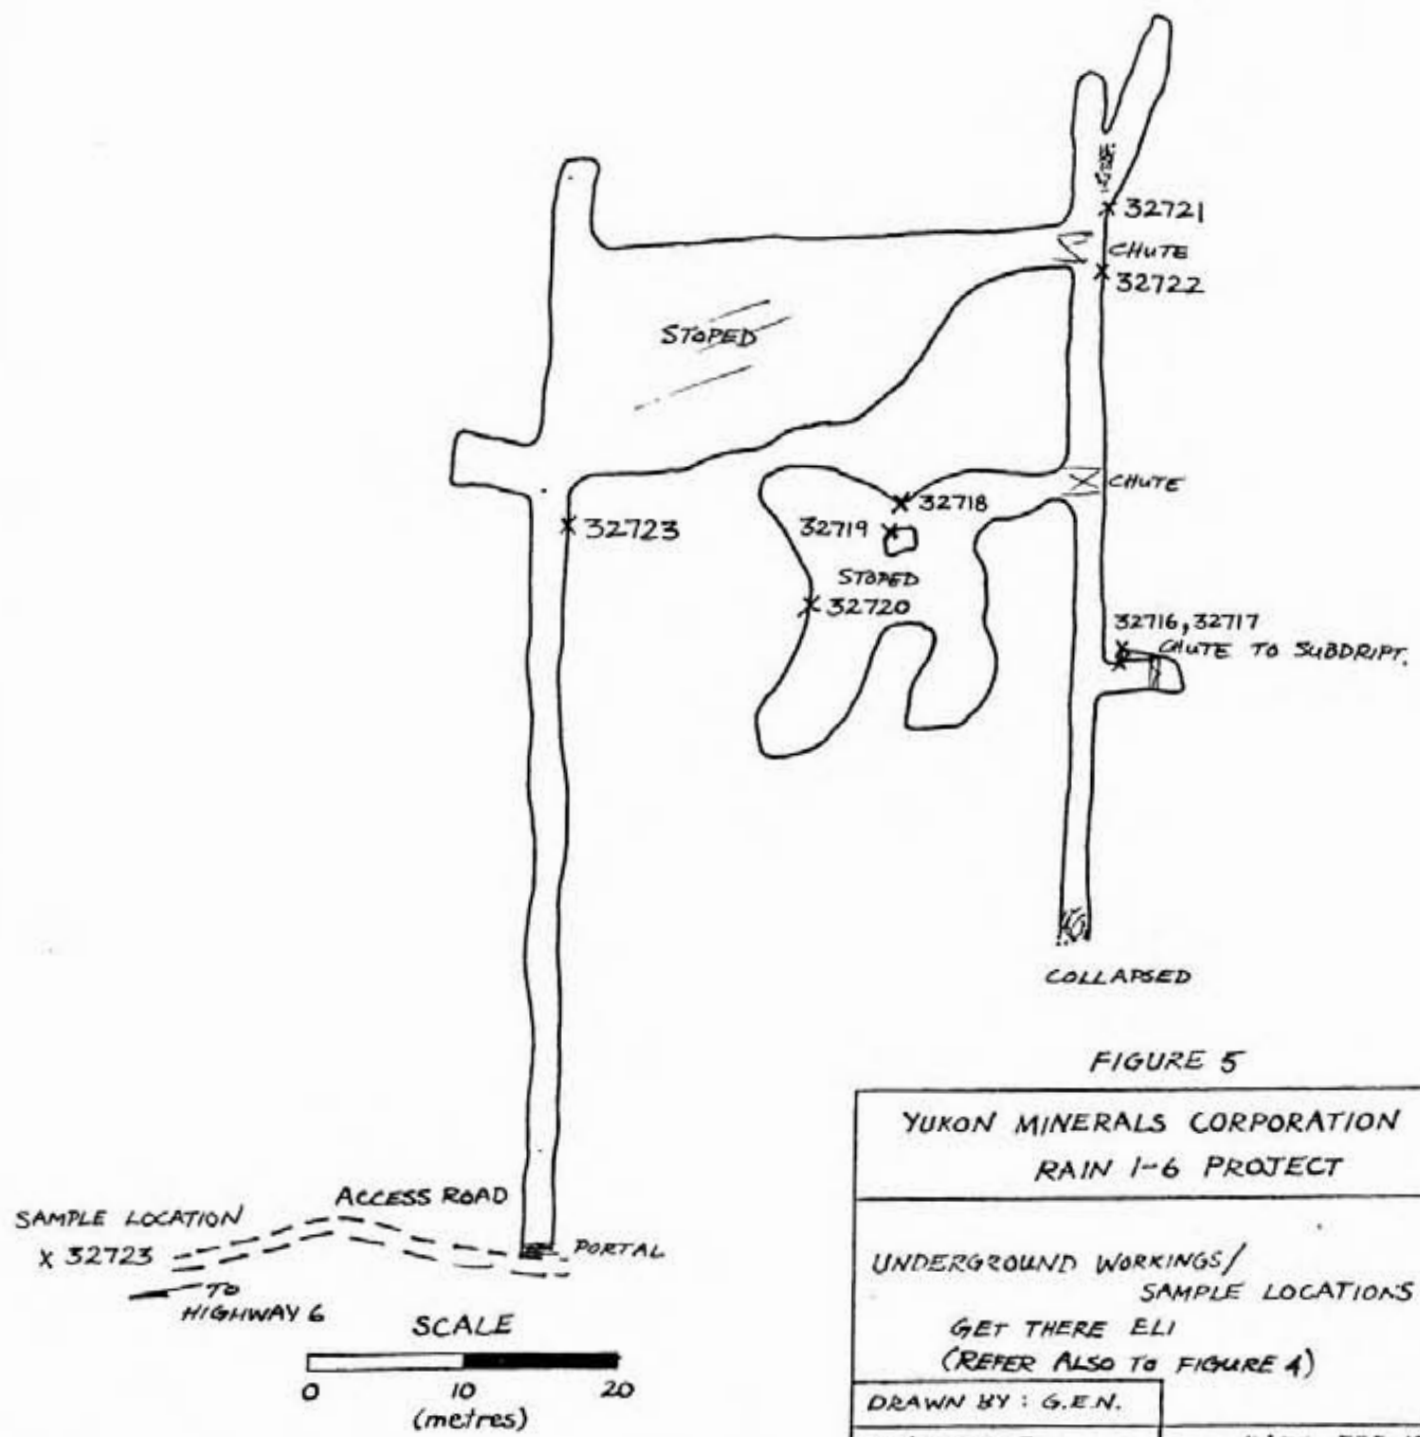 32721
CHUTE
32722
STOPED
CHUTE
32718
32723
32719
STOPED
32720
32716, 32717
CHUTE TO SUBDRIFT.
COLLAPSED
FIGURE 5
YUKON MINERALS CORPORATION
RAIN 1-6 PROJECT
UNDERGROUND WORKINGS/
SAMPLE LOCATIONS
GET THERE ELI
(REFER ALSO TO FIGURE 4)
DRAWN BY: G.E.N.
ACCESS ROAD
SAMPLE LOCATION
X 32723
PORTAL
TO
HIGHWAY 6
SCALE
0 10 20
(metres)